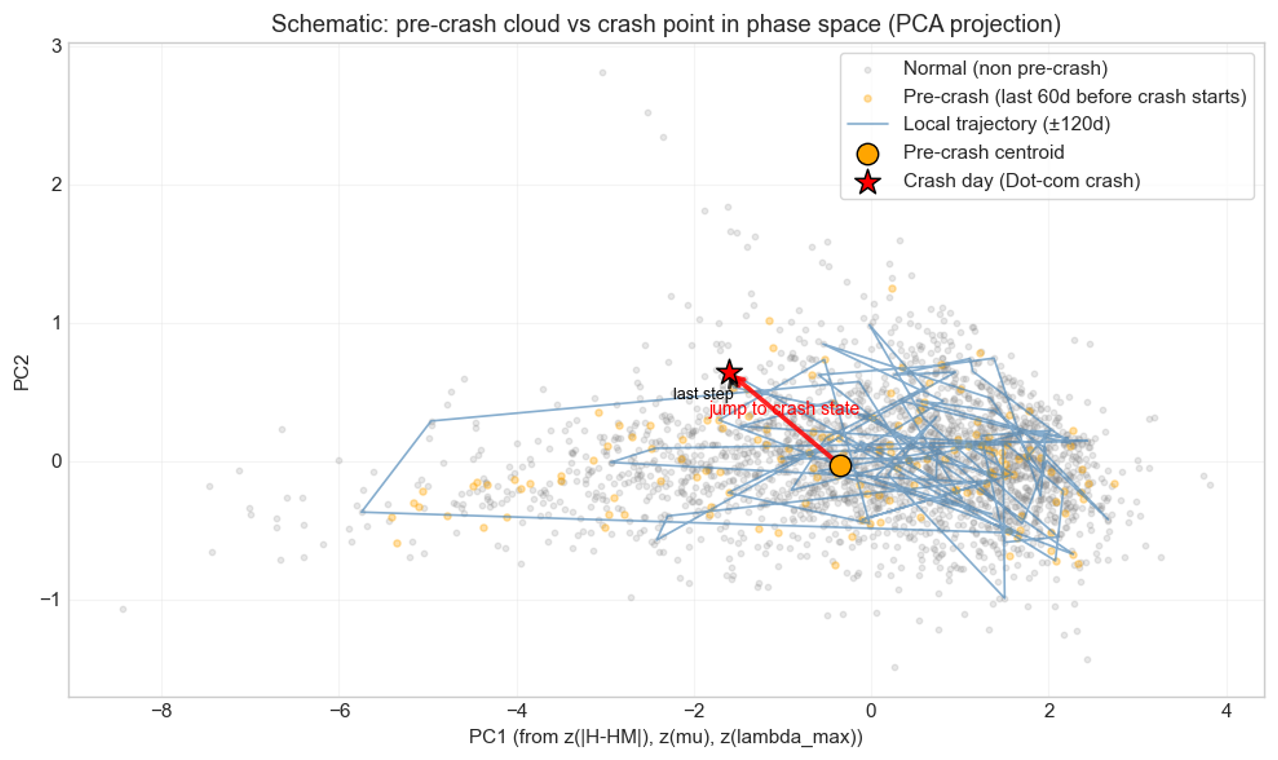 Schematic: pre-crash cloud vs crash point in phase space (PCA projection)
3
2
1
0
−1
PC2
Normal (non pre-crash)
Pre-crash (last 60d before crash starts)
Local trajectory (±120d)
Pre-crash centroid
Crash day (Dot-com crash)
last step
jump to crash state
−8
−6
−4
−2
0
2
4
PC1 (from z(|H-HM|), z(mu), z(lambda_max))